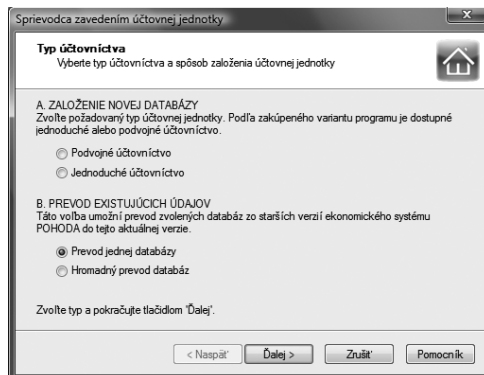 Sprievodca zavedením účtovnej jednotky
Typ účtovníctva
Vyberte typ účtovníctva a spôsob založenia účtovnej jednotky
A. ZALOŽENIE NOVEJ DATABÁZY
Zvoľte požadovaný typ účtovnej jednotky. Podľa zakúpeného variantu programu je dostupné
jednoduché alebo podvojné účtovníctvo.
Podvojné účtovníctvo
Jednoduché účtovníctvo
B. PREVOD EXISTUJÚCICH ÚDAJOV
Táto voľba umožní prevod zvolených databáz zo starších verzií ekonomického systému
POHODA do tejto aktuálnej verzie.
Prevod jednej databázy
Hromadný prevod databáz
Zvoľte typ a pokračujte tlačidlom "Ďalej".
< Naspäť Ďalej > Zrušiť Pomocník